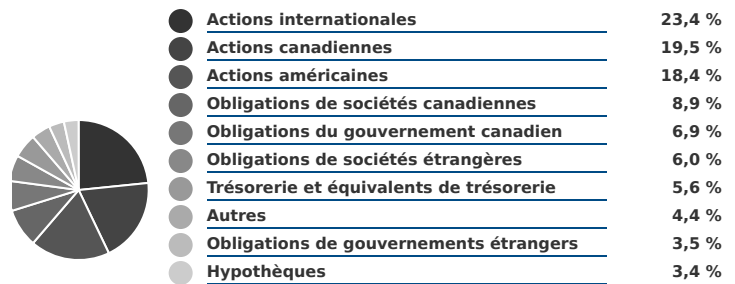 Actions internationales 23,4 %
Actions canadiennes 19,5 %
Actions américaines 18,4 %
Obligations de sociétés canadiennes 8,9 %
Obligations du gouvernement canadien 6,9 %
Obligations de sociétés étrangères 6,0 %
Trésorerie et équivalents de trésorerie 5,6 %
Autres 4,4 %
Obligations de gouvernements étrangers 3,5 %
Hypothèques 3,4 %